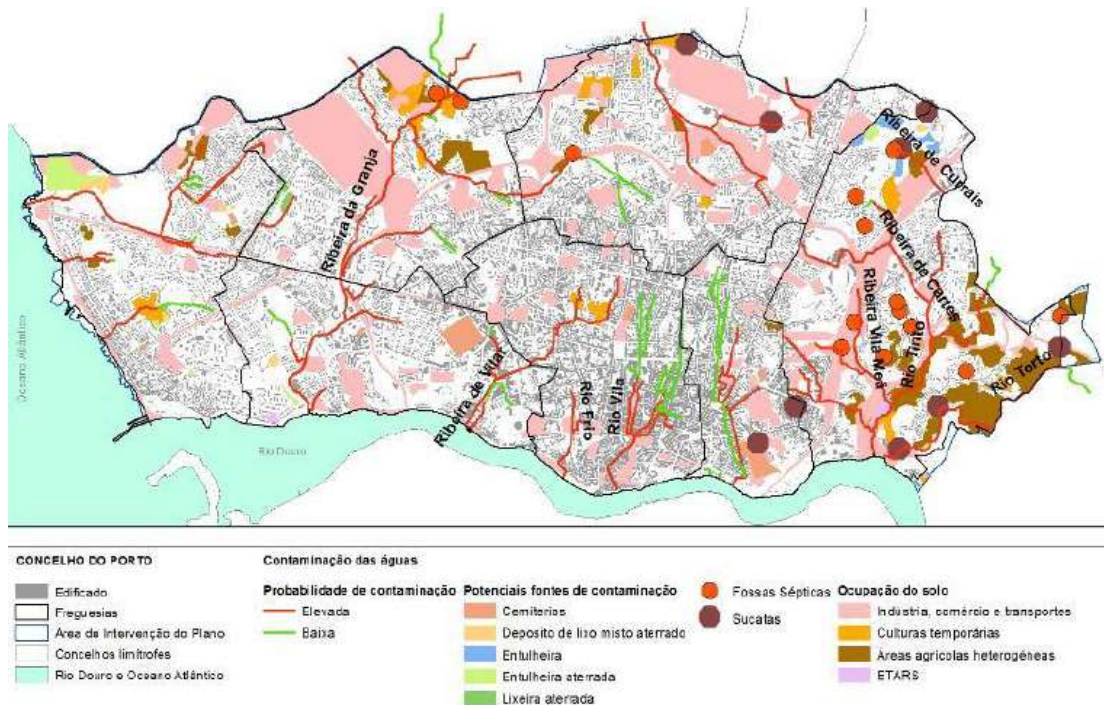 Ribeira de Currais
Ribeira da Granja
Ribeira de Cartes
Ribeira Vila Meã
Rio Tinto
Rio Torto
Ribeira de Vilar
Rio Frio
Rio Vila
Oceano Atlântico
Rio Douro
CONCELHO DO PORTO
Edificado
Freguesias
Área de Intervenção do Plano
Concelhos limítrofes
Rio Douro e Oceano Atlântico
Contaminação das águas
Probabilidade de contaminação
Elevada
Baixa
Potenciais fontes de contaminação
Cemitérios
Deposito de lixo misto aterrado
Entulheira
Entulheira aterrada
Lixeira aterrada
Fossas Sépticas
Sucatas
Ocupação do solo
Indústria, comércio e transportes
Culturas temporárias
Áreas agrícolas heterogéneas
ETARS